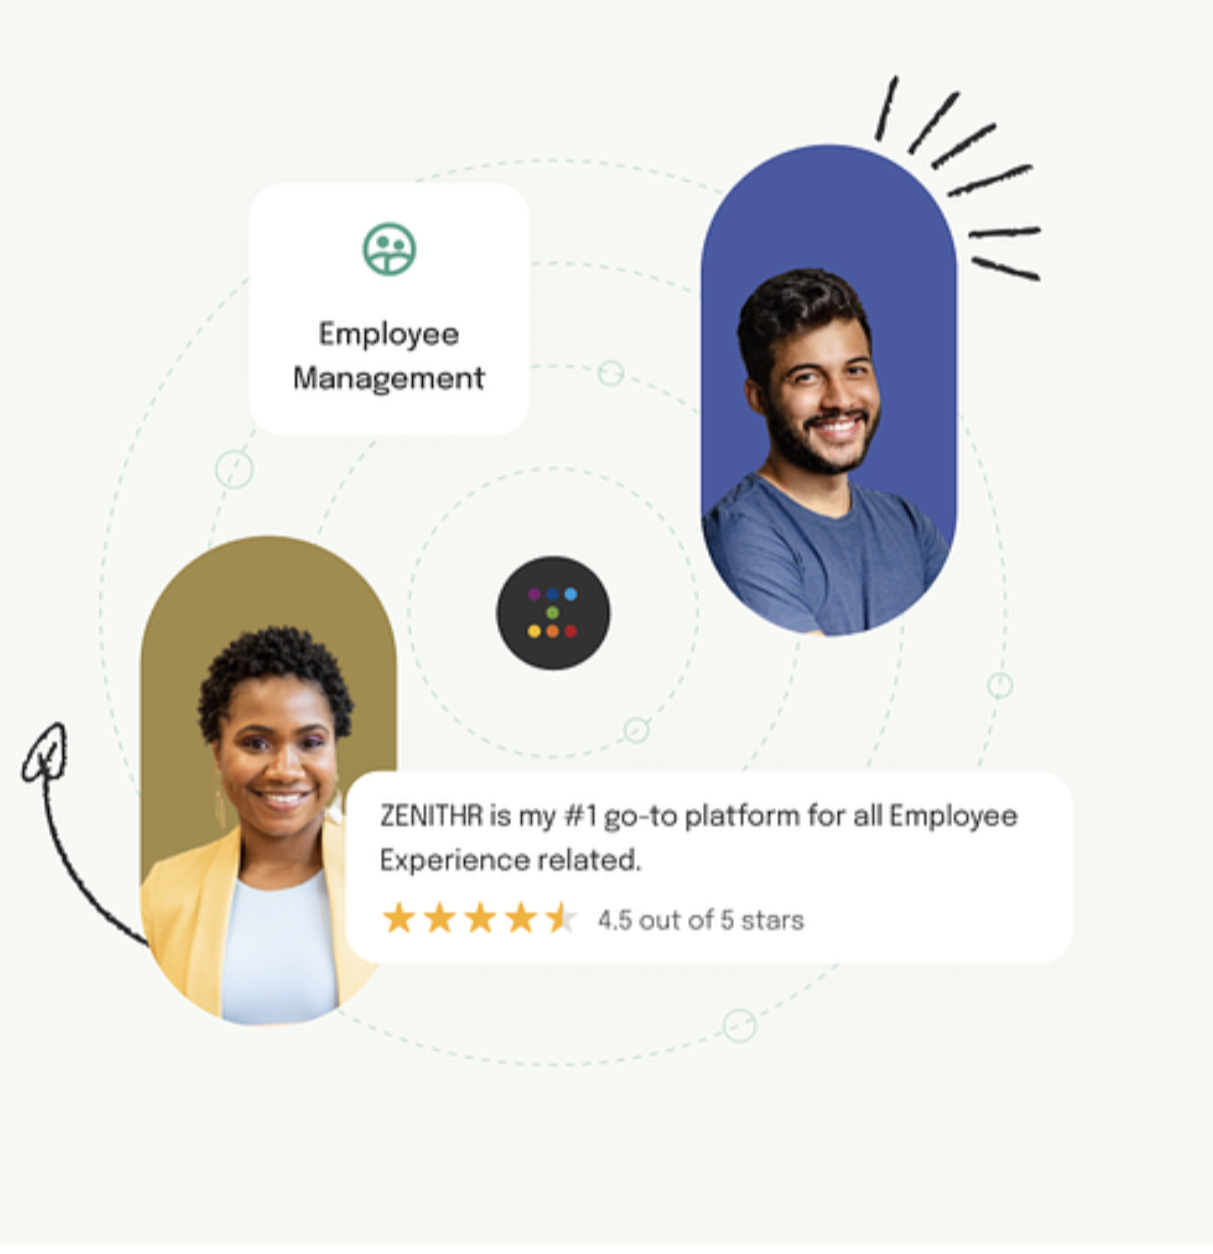 Employee
Management
ZENITHR is my #1 go-to platform for all Employee
Experience related.
4.5 out of 5 stars